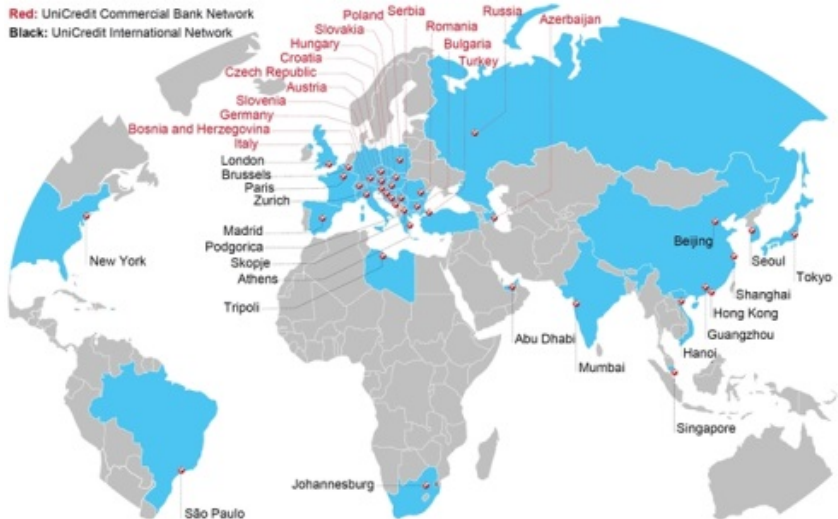 Red: UniCredit Commercial Bank Network
Black: UniCredit International Network
Poland
Serbia
Russia
Azerbaijan
Slovakia
Romania
Hungary
Bulgaria
Croatia
Turkey
Czech Republic
Austria
Slovenia
Germany
Bosnia and Herzegovina
Italy
London
Brussels
Paris
Zurich
Madrid
Podgorica
Skopje
Athens
Tripoli
New York
São Paulo
Johannesburg
Abu Dhabi
Mumbai
Beijing
Seoul
Tokyo
Shanghai
Hong Kong
Guangzhou
Hanoi
Singapore